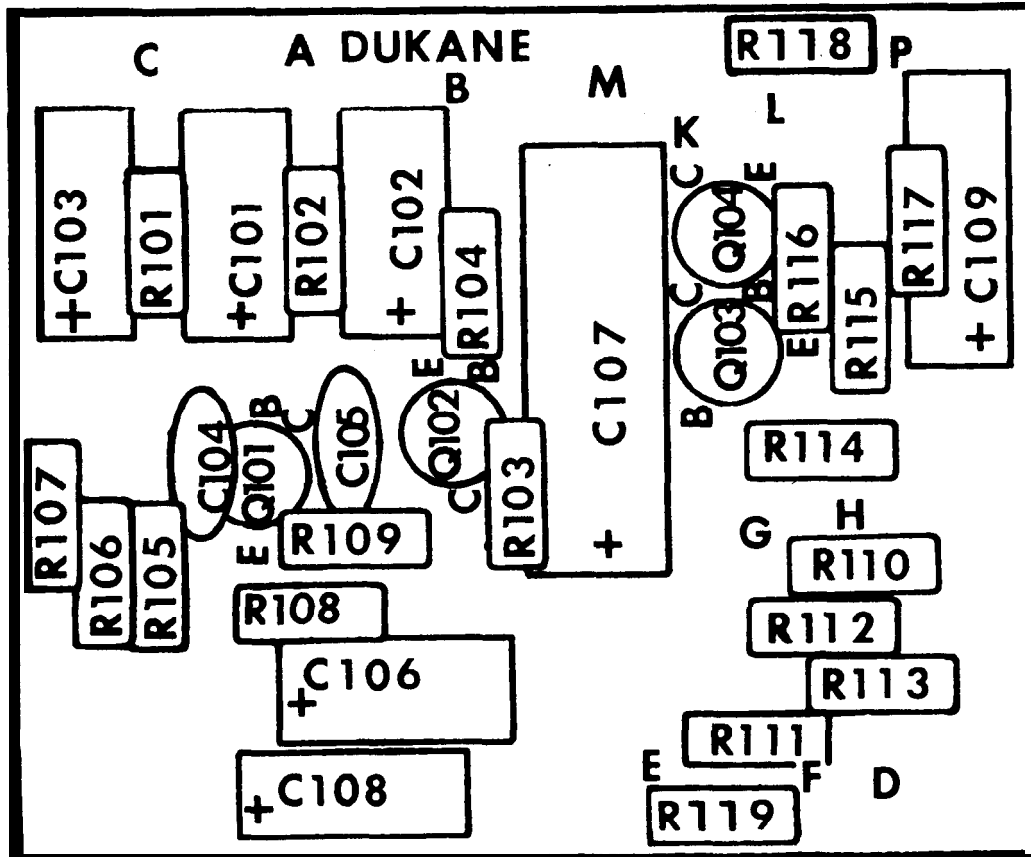 DUKANE
R118
C
A
P
B
M
L
K
C
E
C103
R101
C101
R102
C102
R104
Q104
R116
R117
C109
+
+
+
C
B
R115
+
E
B
C107
Q103
E
B
C104
B
C
C105
Q102
R114
Q101
C
R103
+
R107
R106
R105
E
R109
G
H
R110
R108
R112
+
C106
R113
R111
E
F
D
+
C108
R119